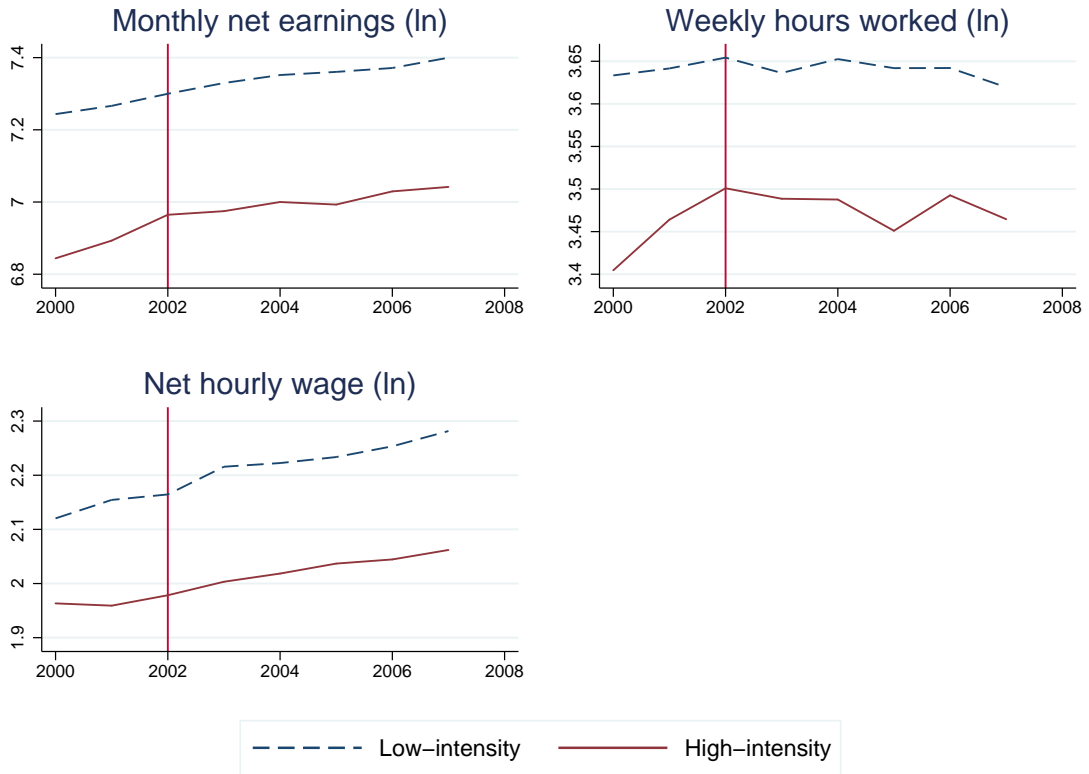 Monthly net earnings (ln)
7.4
7.2
7
6.8
2000 2002 2004 2006 2008
Weekly hours worked (ln)
3.65
3.6
3.55
3.5
3.45
3.4
2000 2002 2004 2006 2008
Net hourly wage (ln)
2.3
2.2
2.1
2
1.9
2000 2002 2004 2006 2008
Low−intensity High−intensity